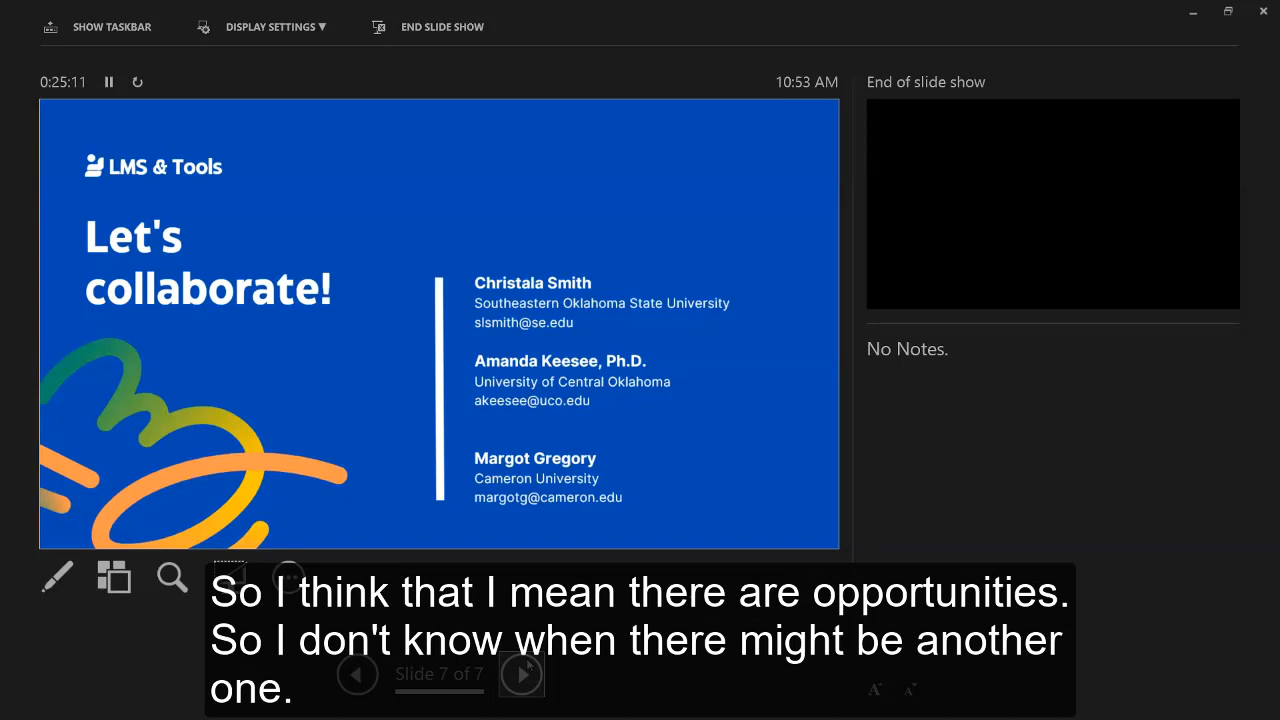 SHOW TASKBAR
DISPLAY SETTINGS ▼
END SLIDE SHOW
0:25:11
10:53 AM
End of slide show
LMS & Tools
Let's
collaborate!
Christala Smith
Southeastern Oklahoma State University
slsmith@se.edu
Amanda Keesee, Ph.D.
University of Central Oklahoma
akeesee@uco.edu
Margot Gregory
Cameron University
margotg@cameron.edu
No Notes.
So I think that I mean there are opportunities.
So I don't know when there might be another
one.
Slide 7 of 7
A A